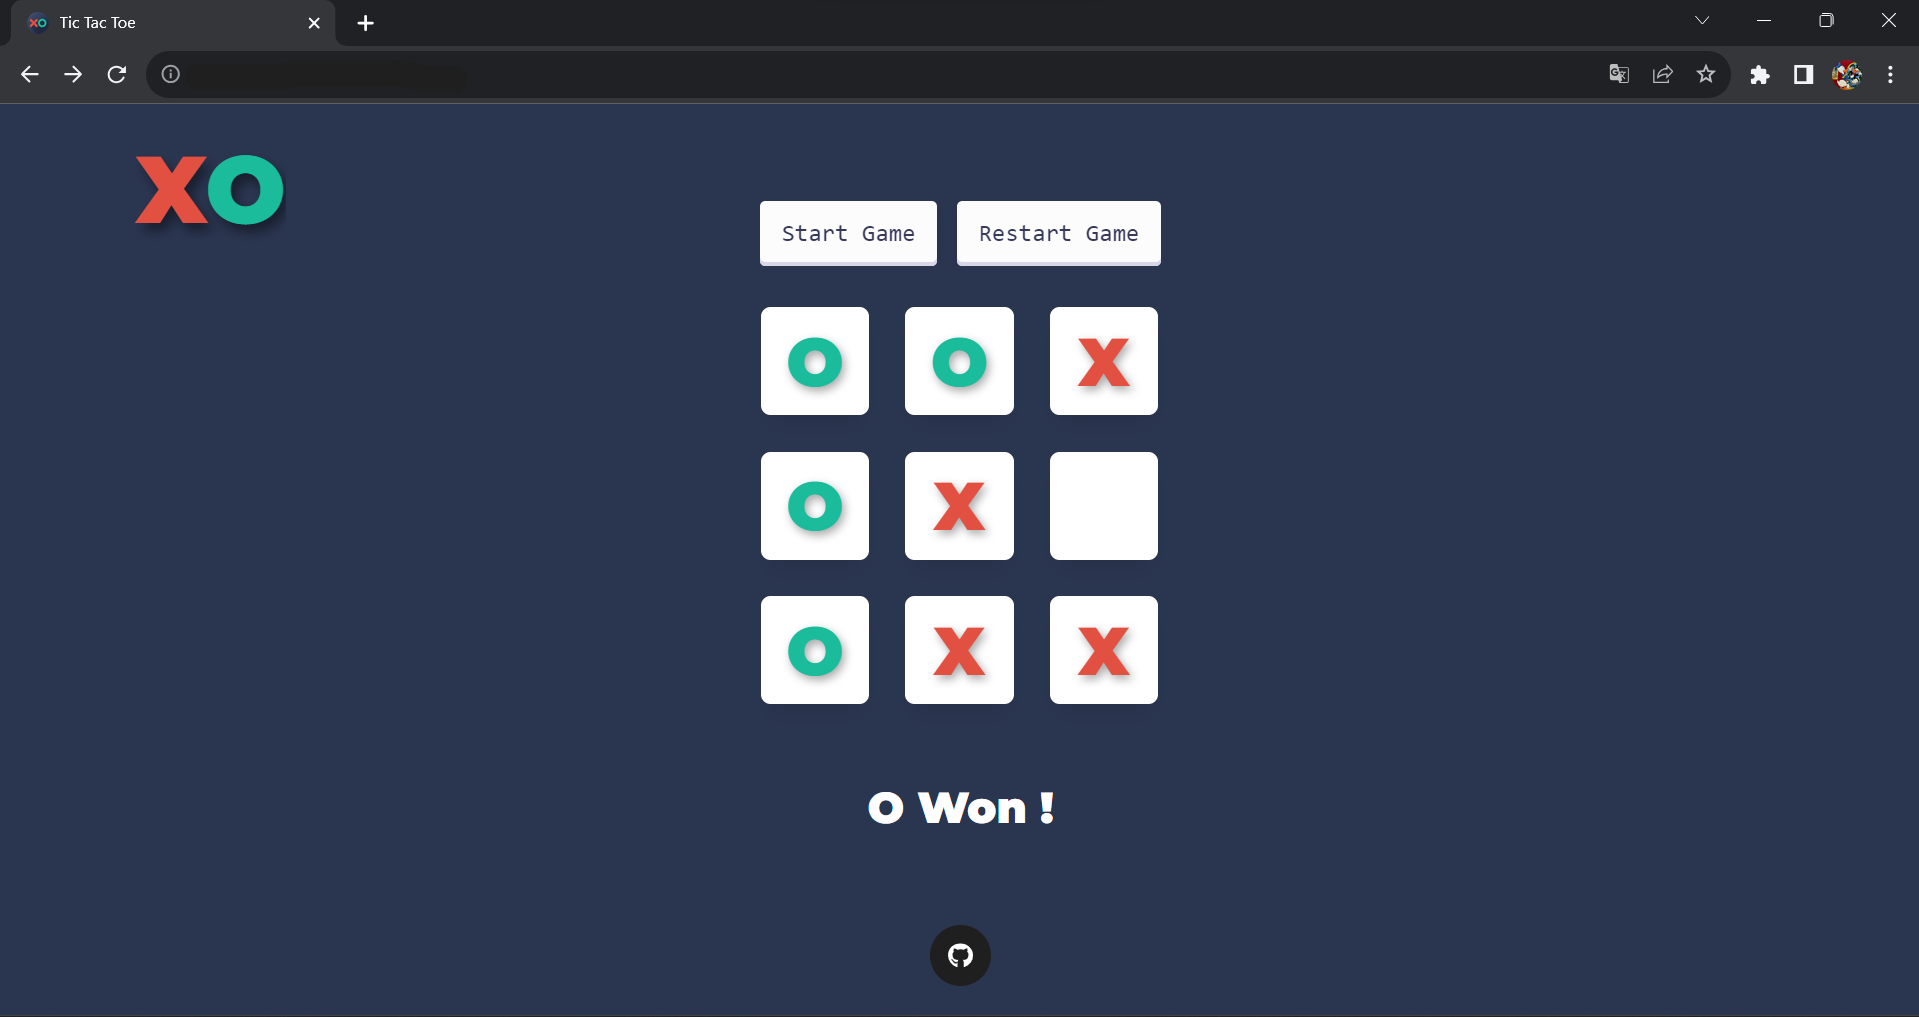 Tic Tac Toe
XO
Start Game Restart Game
O O X
O X
O X X
O Won !